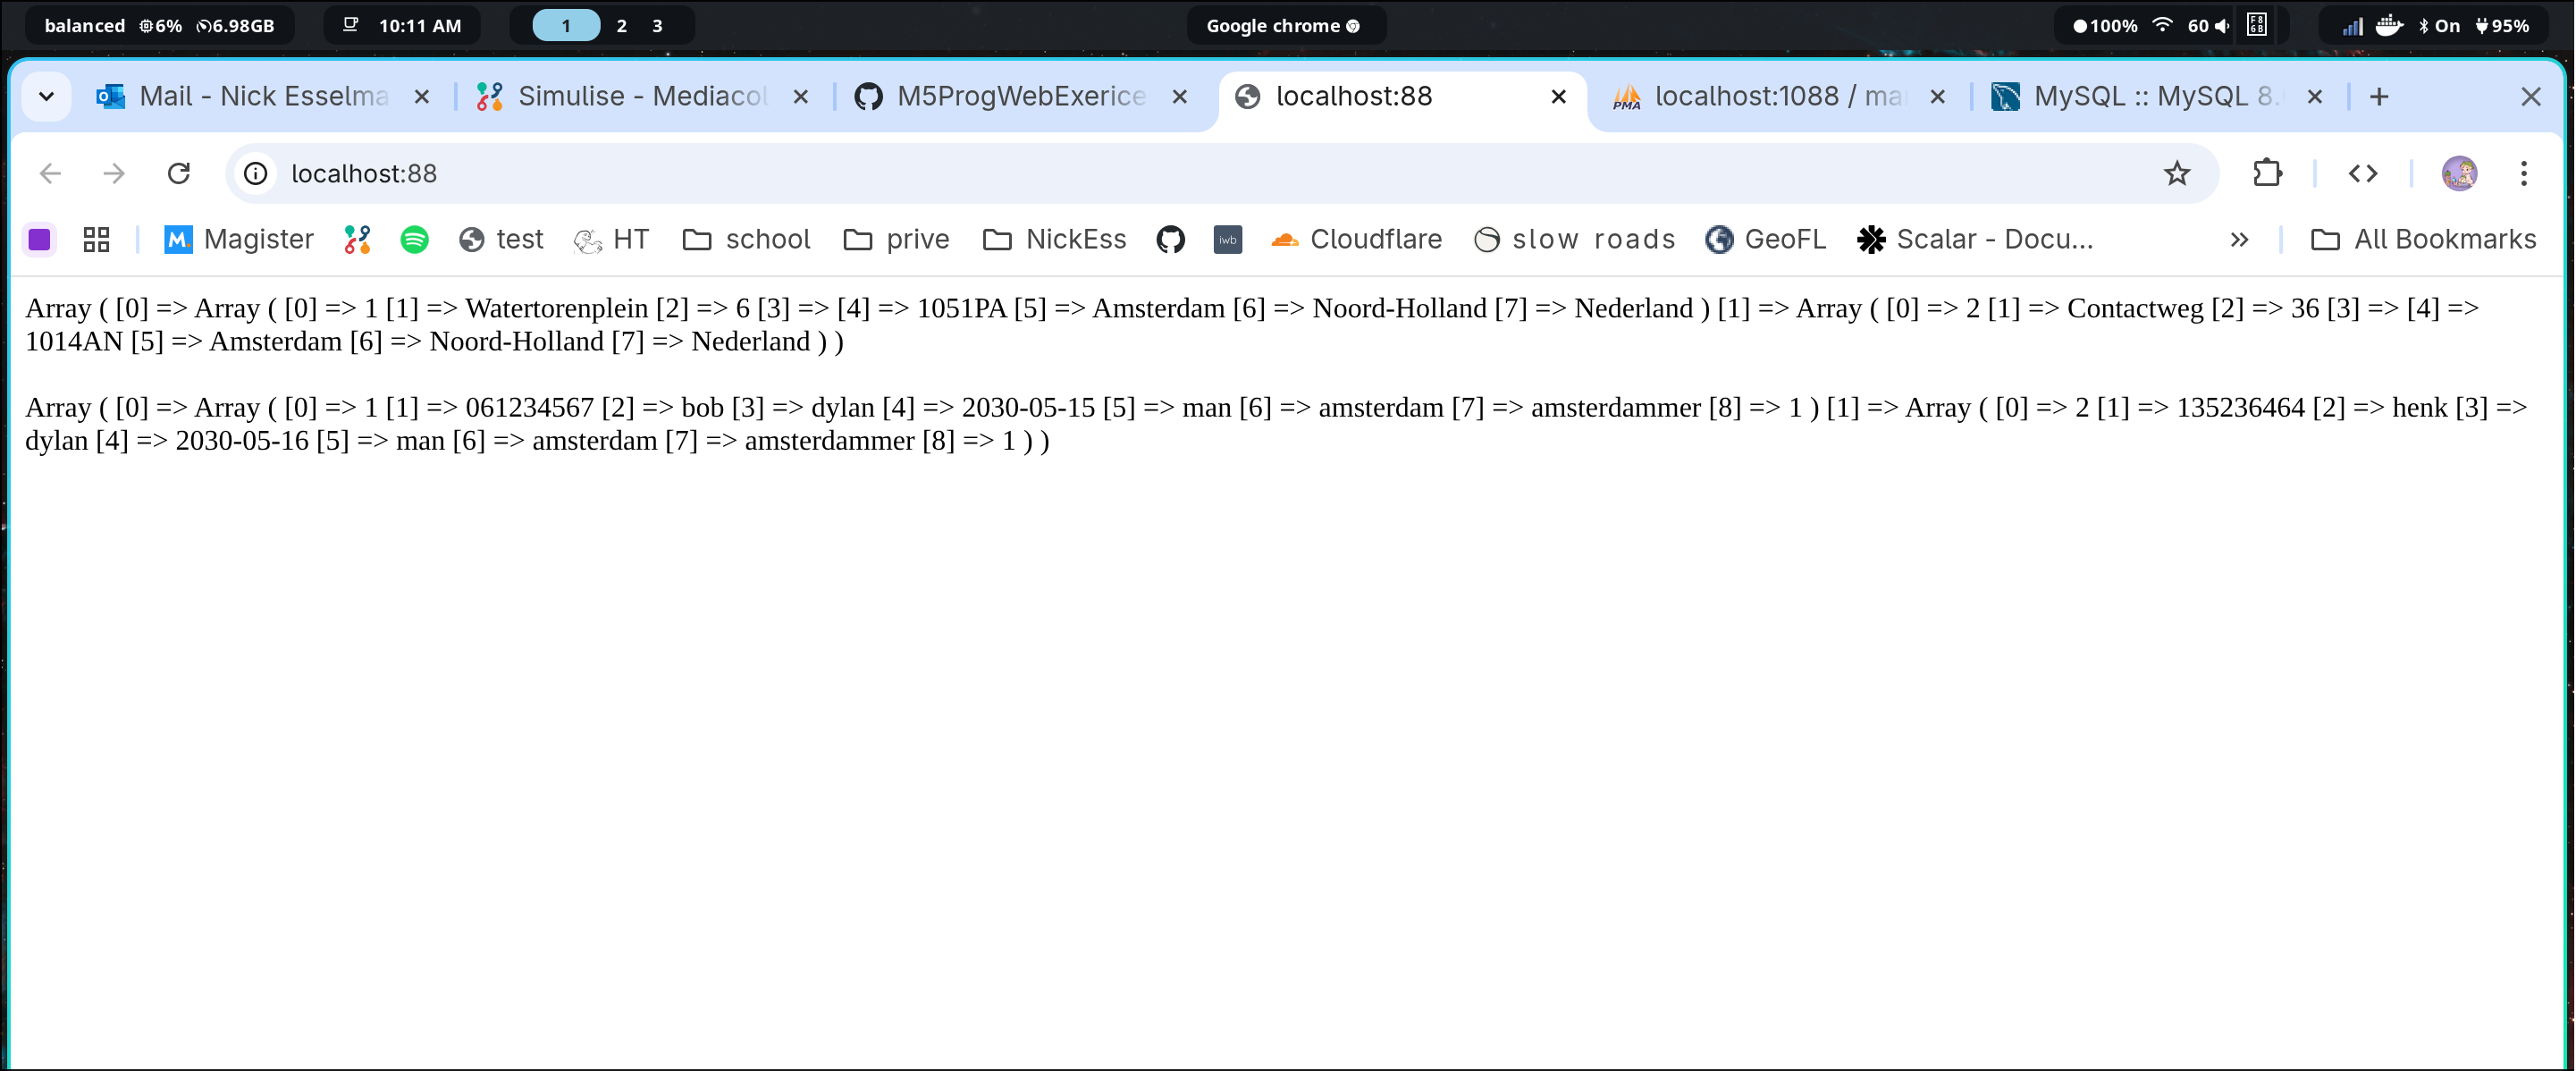 balanced 6% 6.98GB 10:11 AM 1 2 3 Google chrome 100% 60 F8 6B On 95%
Mail - Nick Esselma Simulise - Mediacol M5ProgWebExerice localhost:88 localhost:1088 / ma MySQL :: MySQL 8.
localhost:88
M. Magister test HT school prive NickEss iwb Cloudflare slow roads GeoFL Scalar - Docu... All Bookmarks
Array ( [0] => Array ( [0] => 1 [1] => Watertorenplein [2] => 6 [3] => [4] => 1051PA [5] => Amsterdam [6] => Noord-Holland [7] => Nederland ) [1] => Array ( [0] => 2 [1] => Contactweg [2] => 36 [3] => [4] =>
1014AN [5] => Amsterdam [6] => Noord-Holland [7] => Nederland ) )
Array ( [0] => Array ( [0] => 1 [1] => 061234567 [2] => bob [3] => dylan [4] => 2030-05-15 [5] => man [6] => amsterdam [7] => amsterdammer [8] => 1 ) [1] => Array ( [0] => 2 [1] => 135236464 [2] => henk [3] =>
dylan [4] => 2030-05-16 [5] => man [6] => amsterdam [7] => amsterdammer [8] => 1 ) )